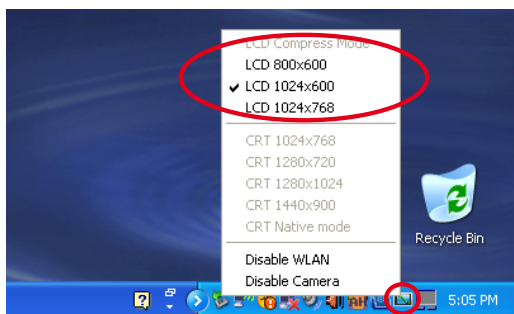 LCD Compress Mode
LCD 800x600
LCD 1024x600
LCD 1024x768
CRT 1024x768
CRT 1280x720
CRT 1280x1024
CRT 1440x900
CRT Native mode
Disable WLAN
Disable Camera
Recycle Bin
5:05 PM